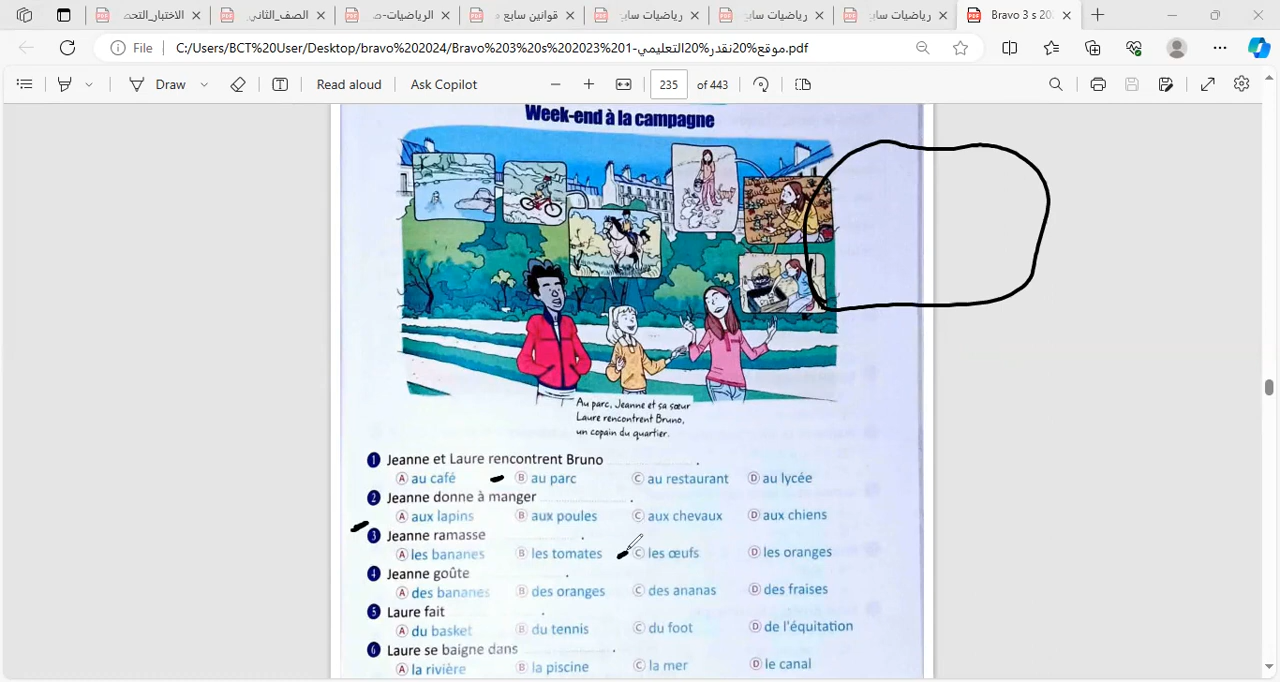 الاختبار_التحد
الصف_الثاني
الرياضيات-ص
قوانين سابع د
رياضيات ساب
رياضيات ساب
رياضيات ساب
Bravo 3 s 202
File
C:/Users/BCT%20User/Desktop/bravo%202024/Bravo%203%20s%202023%201-موقع%20نقدر%20التعليمي.pdf
Draw
Read aloud
Ask Copilot
235 of 443
Week-end à la campagne
Au parc, Jeanne et sa sœur
Laure rencontrent Bruno,
un copain du quartier.
1 Jeanne et Laure rencontrent Bruno .................... .
A au café B au parc C au restaurant D au lycée
2 Jeanne donne à manger .................... .
A aux lapins B aux poules C aux chevaux D aux chiens
3 Jeanne ramasse .................... .
A les bananes B les tomates C les œufs D les oranges
4 Jeanne goûte .................... .
A des bananes B des oranges C des ananas D des fraises
5 Laure fait .................... .
A du basket B du tennis C du foot D de l'équitation
6 Laure se baigne dans .................... .
A la rivière B la piscine C la mer D le canal